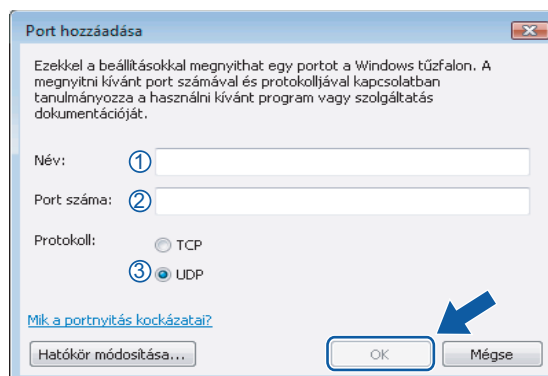 Port hozzáadása
Ezekkel a beállításokkal megnyithat egy portot a Windows tűzfalon. A
megnyitni kívánt port számával és protokolljával kapcsolatban
tanulmányozza a használni kívánt program vagy szolgáltatás
dokumentációját.
Név: ①
Port száma: ②
Protokoll: TCP
③ UDP
Mik a portnyitás kockázatai?
Hatókör módosítása... OK Mégse